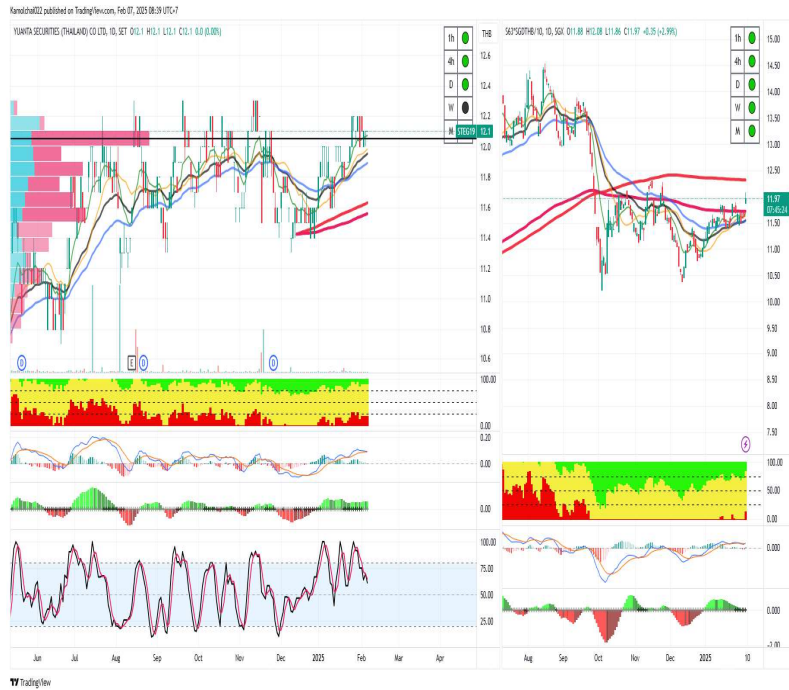 Kamolchai022 published on TradingView.com, Feb 07, 2025 08:39 UTC+7
YUANTA SECURITIES (THAILAND) CO LTD, 1D, SET O12.1 H12.1 L12.1 C12.1 0.0 (0.00%)
THB
1h
4h
D
W
M
12.6
12.4
12.2
STEG19 12.1
12.0
11.8
11.6
11.4
11.2
11.0
10.8
10.6
D
E
D
D
100.00
0.00
0.20
0.00
0.00
100.00
75.00
50.00
25.00
Jun Jul Aug Sep Oct Nov Dec 2025 Feb Mar Apr
S63*SGDTHB/10, 1D, SGX O11.88 H12.08 L11.86 C11.97 +0.35 (+2.99%)
1h
4h
D
W
M
15.00
14.50
14.00
13.50
13.00
12.50
11.97
07:45:24
11.50
11.00
10.50
10.00
9.50
9.00
8.50
8.00
7.50
100.00
50.00
0.00
0.000
0.000
-2.00
Aug Sep Oct Nov Dec 2025 10
TradingView